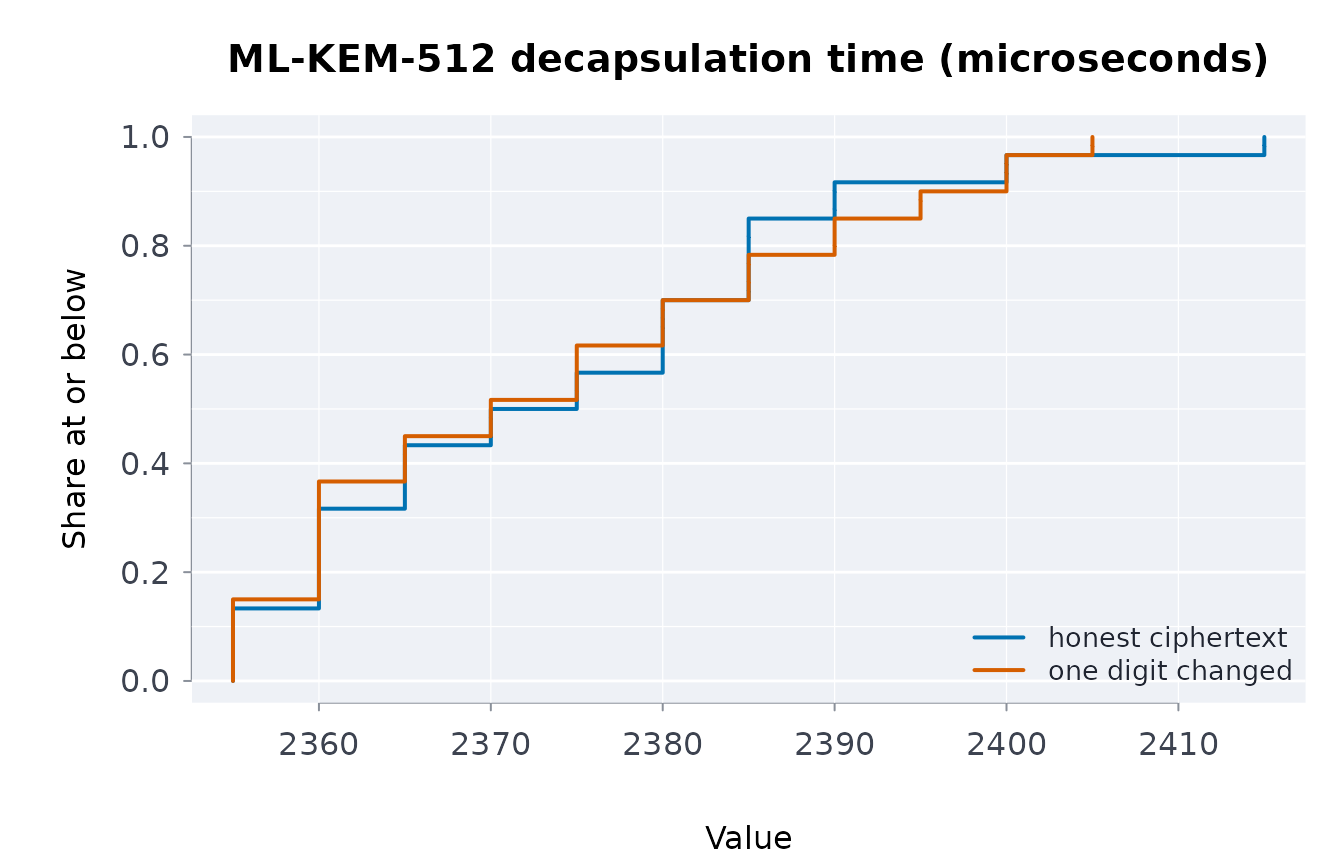 ML-KEM-512 decapsulation time (microseconds)
Share at or below
1.0
0.8
0.6
0.4
0.2
0.0
honest ciphertext
one digit changed
2360 2370 2380 2390 2400 2410
Value